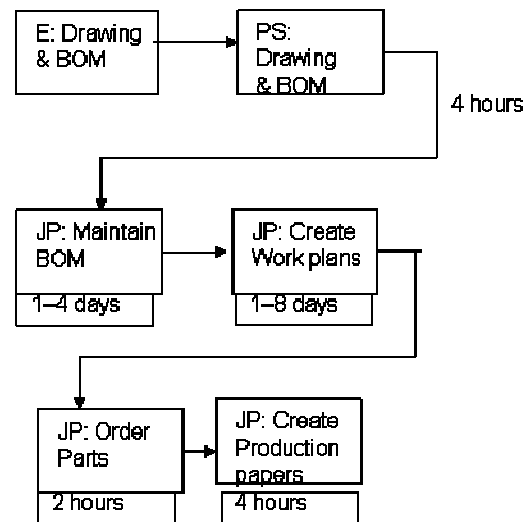 E: Drawing
& BOM
PS:
Drawing
& BOM
4 hours
JP: Maintain
BOM
1–4 days
JP: Create
Work plans
1–8 days
JP: Order
Parts
2 hours
JP: Create
Production
papers
4 hours